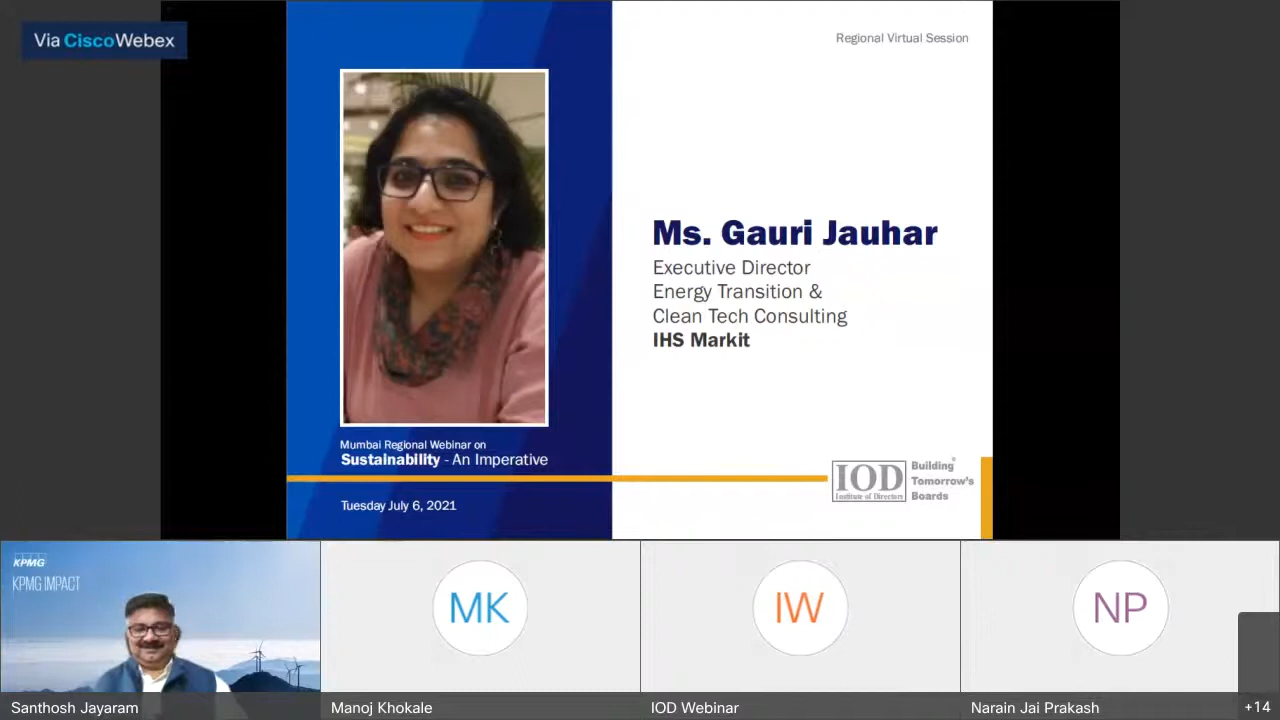 Via CiscoWebex
Regional Virtual Session
Ms. Gauri Jauhar
Executive Director
Energy Transition &
Clean Tech Consulting
IHS Markit
Mumbai Regional Webinar on
Sustainability - An Imperative
Tuesday July 6, 2021
IOD
Institute of Directors
Building
Tomorrow's
Boards
KPMG
KPMG IMPACT
MK
IW
NP
Santhosh Jayaram
Manoj Khokale
IOD Webinar
Narain Jai Prakash
+14